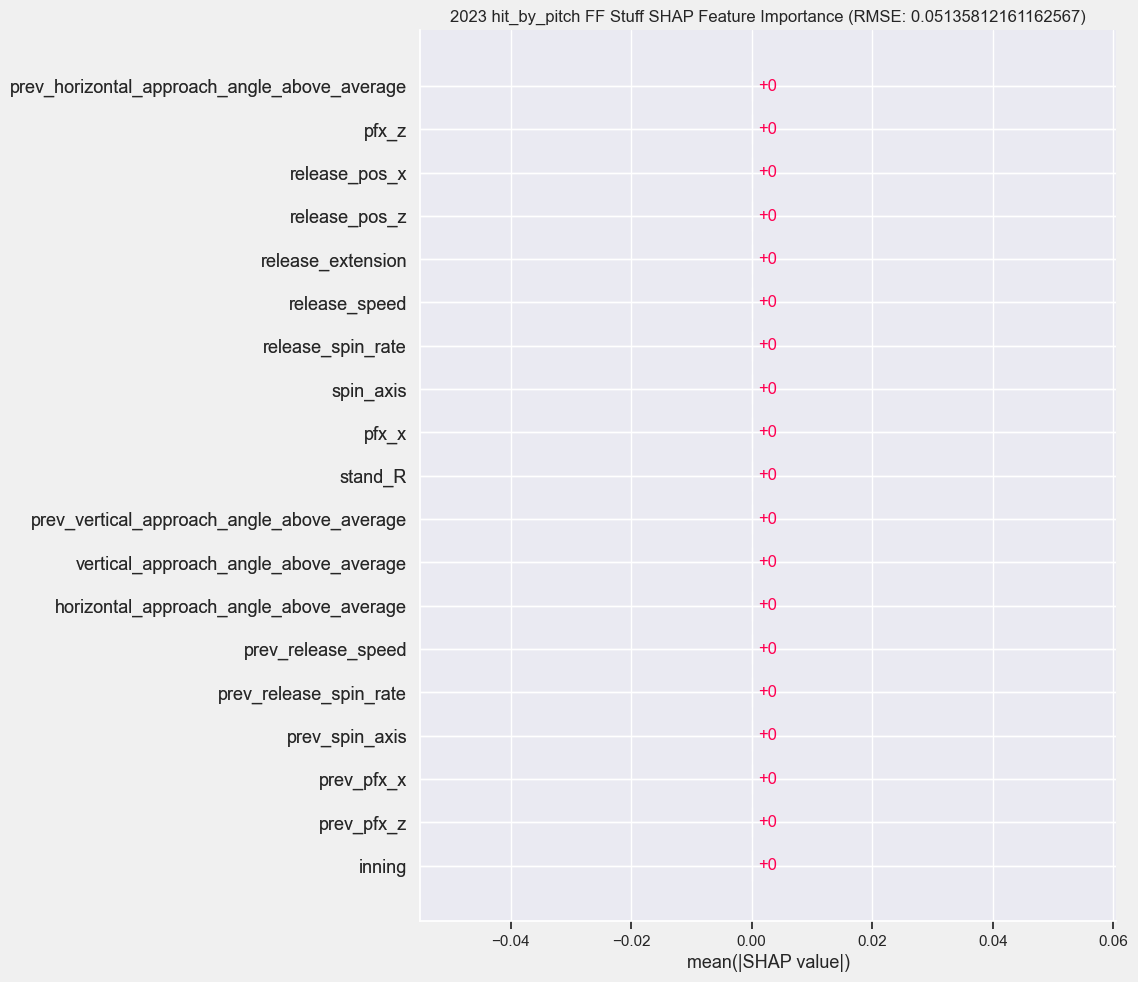 2023 hit_by_pitch FF Stuff SHAP Feature Importance (RMSE: 0.05135812161162567)
prev_horizontal_approach_angle_above_average +0
pfx_z +0
release_pos_x +0
release_pos_z +0
release_extension +0
release_speed +0
release_spin_rate +0
spin_axis +0
pfx_x +0
stand_R +0
prev_vertical_approach_angle_above_average +0
vertical_approach_angle_above_average +0
horizontal_approach_angle_above_average +0
prev_release_speed +0
prev_release_spin_rate +0
prev_spin_axis +0
prev_pfx_x +0
prev_pfx_z +0
inning +0
−0.04 −0.02 0.00 0.02 0.04 0.06
mean(|SHAP value|)